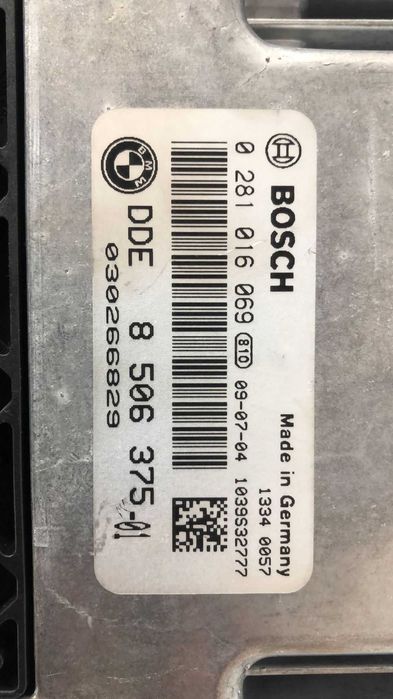 BOSCH
Made in Germany
1334 0057
0 281 016 069 810 09-07-04 1039S32777
BMW
DDE 8 506 375-01
030266829